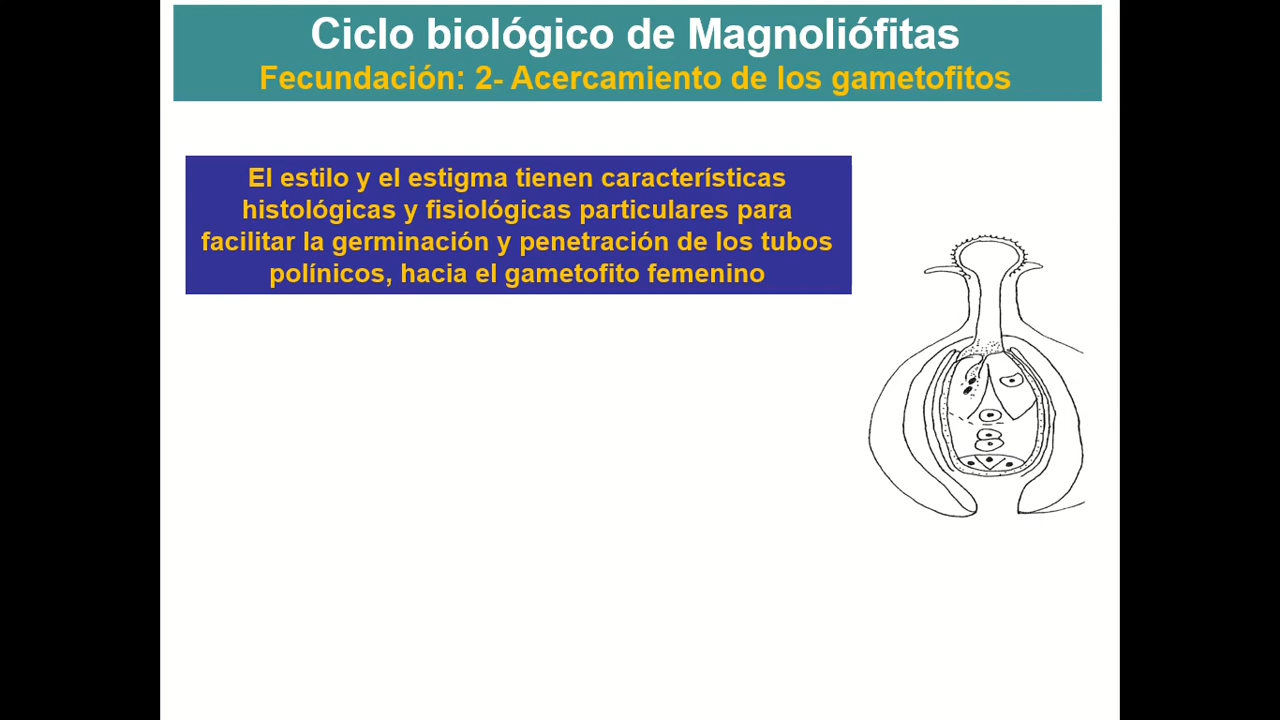 Ciclo biológico de Magnoliófitas
Fecundación: 2- Acercamiento de los gametofitos
El estilo y el estigma tienen características
histológicas y fisiológicas particulares para
facilitar la germinación y penetración de los tubos
polínicos, hacia el gametofito femenino